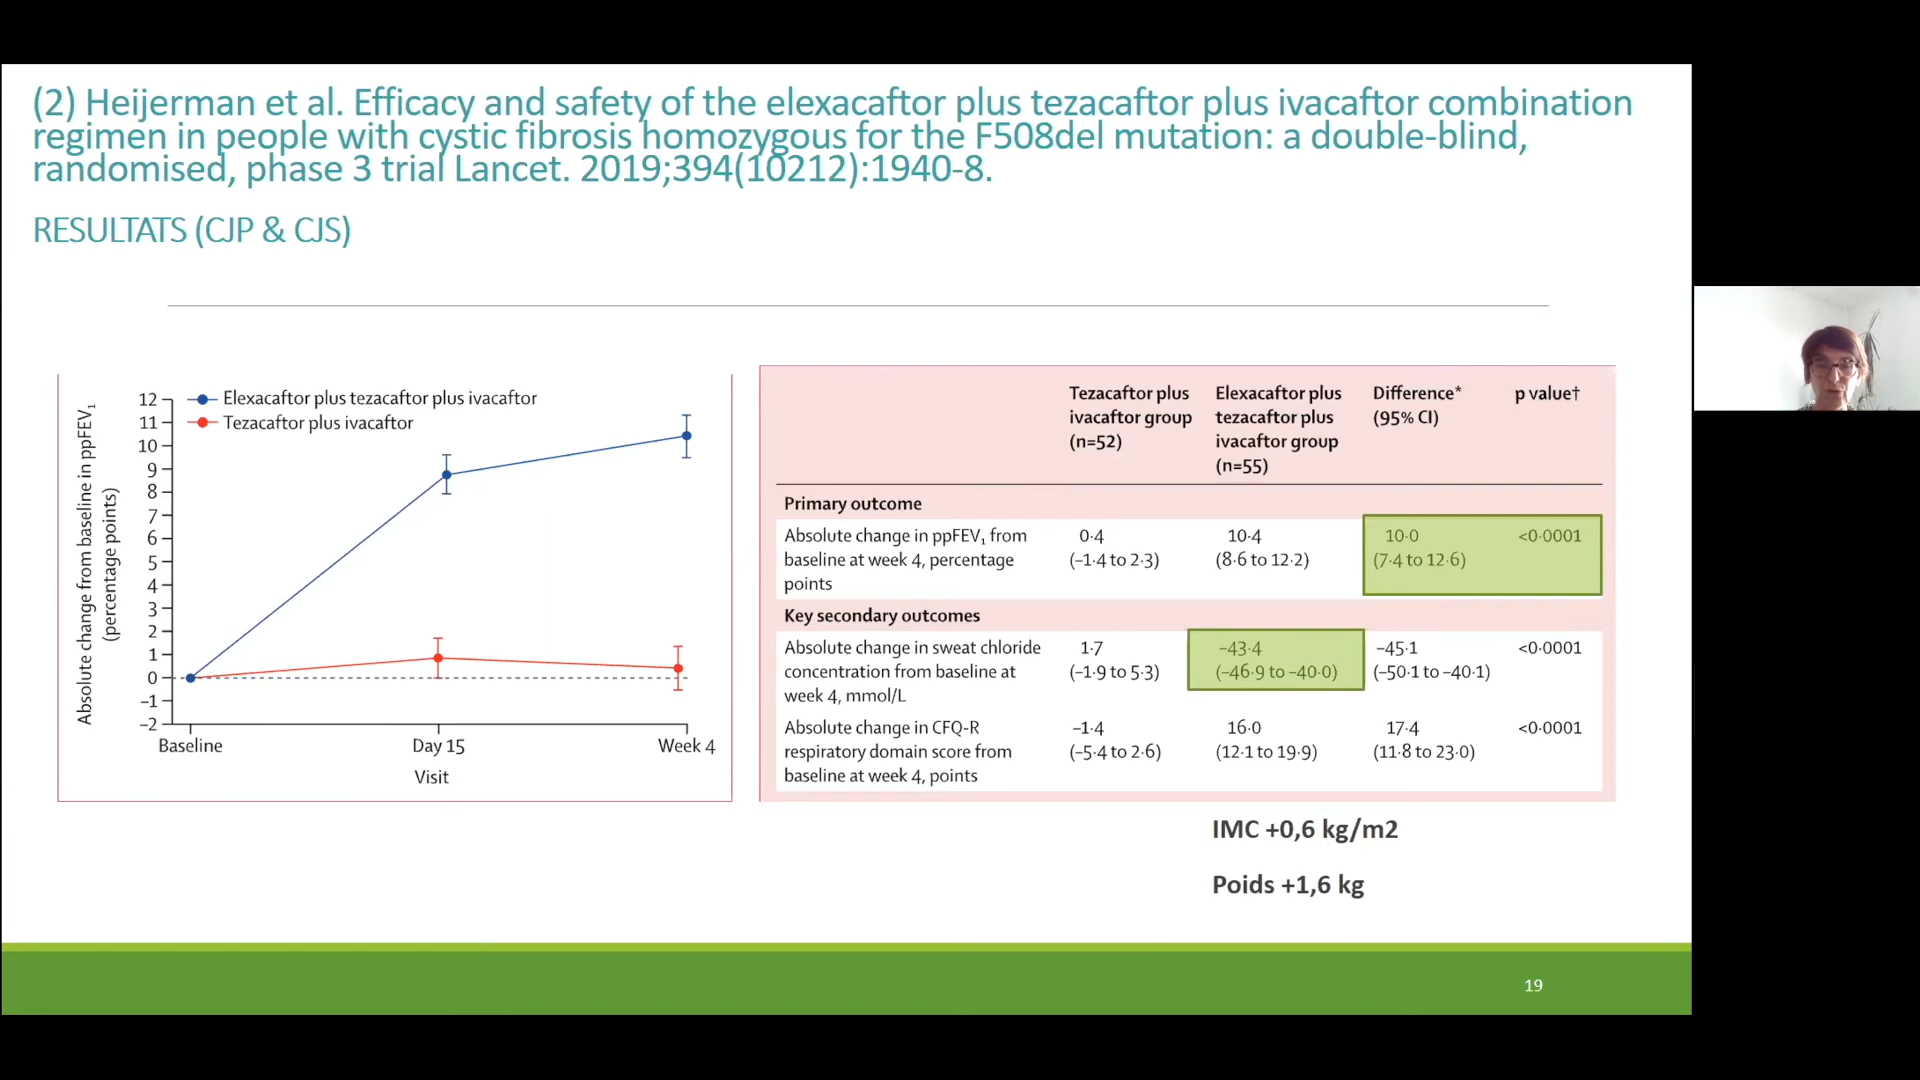 (2) Heijerman et al. Efficacy and safety of the elexacaftor plus tezacaftor plus ivacaftor combination
regimen in people with cystic fibrosis homozygous for the F508del mutation: a double-blind,
randomised, phase 3 trial Lancet. 2019;394(10212):1940-8.
RESULTATS (CJP & CJS)
Absolute change from baseline in ppFEV₁
(percentage points)
12
11
10
9
8
7
6
5
4
3
2
1
0
−1
−2
Elexacaftor plus tezacaftor plus ivacaftor
Tezacaftor plus ivacaftor
Baseline Day 15 Week 4
Visit
Tezacaftor plus Elexacaftor plus Difference* p value†
ivacaftor group tezacaftor plus (95% CI)
(n=52) ivacaftor group
(n=55)
Primary outcome
Absolute change in ppFEV₁ from 0·4 10·4 10·0 <0·0001
baseline at week 4, percentage (−1·4 to 2·3) (8·6 to 12·2) (7·4 to 12·6)
points
Key secondary outcomes
Absolute change in sweat chloride 1·7 −43·4 −45·1 <0·0001
concentration from baseline at (−1·9 to 5·3) (−46·9 to −40·0) (−50·1 to −40·1)
week 4, mmol/L
Absolute change in CFQ-R −1·4 16·0 17·4 <0·0001
respiratory domain score from (−5·4 to 2·6) (12·1 to 19·9) (11·8 to 23·0)
baseline at week 4, points
IMC +0,6 kg/m2
Poids +1,6 kg
19